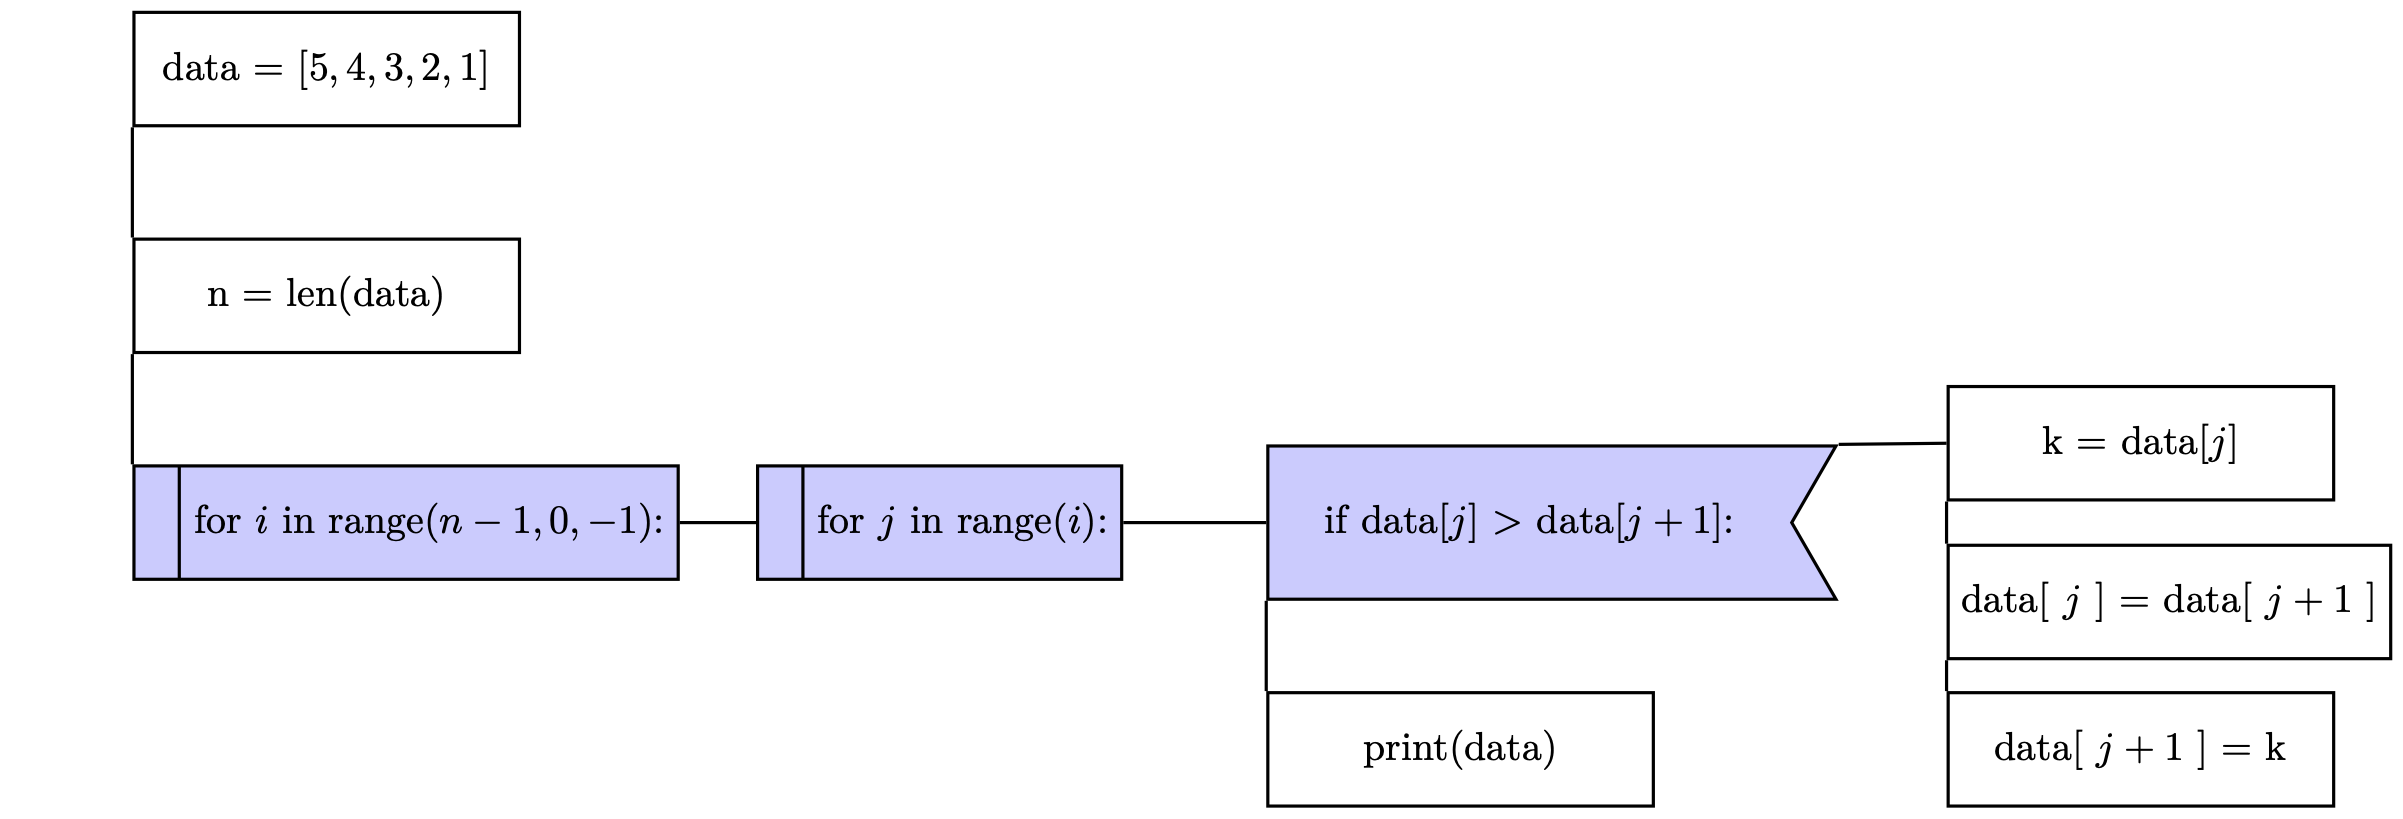 data = [5, 4, 3, 2, 1]
n = len(data)
for i in range(n − 1, 0, −1):
for j in range(i):
if data[j] > data[j + 1]:
k = data[j]
data[ j ] = data[ j + 1 ]
data[ j + 1 ] = k
print(data)